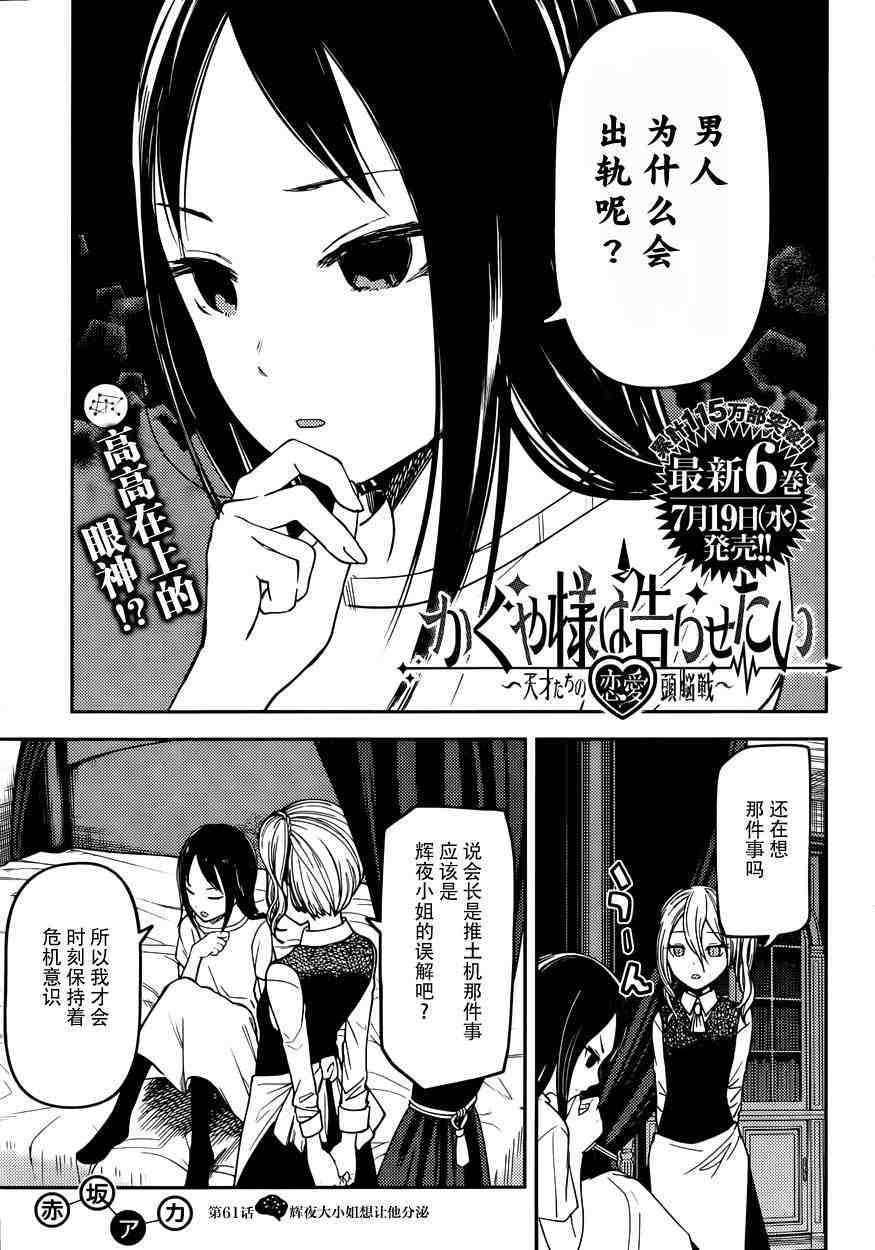 男人
为什么会
出轨呢？
高高在上的
眼神!?
累計115万部突破!!
最新6巻
7月19日(水)
発売!!
かぐや様は告らせたい
～天才たちの恋愛頭脳戦～
还在想
那件事吗
うーん
说会长是推土机那件事
应该是
辉夜小姐的误解吧？
所以我才会
时刻保持着
危机意识
赤坂アカ
第61话 辉夜大小姐想让他分泌